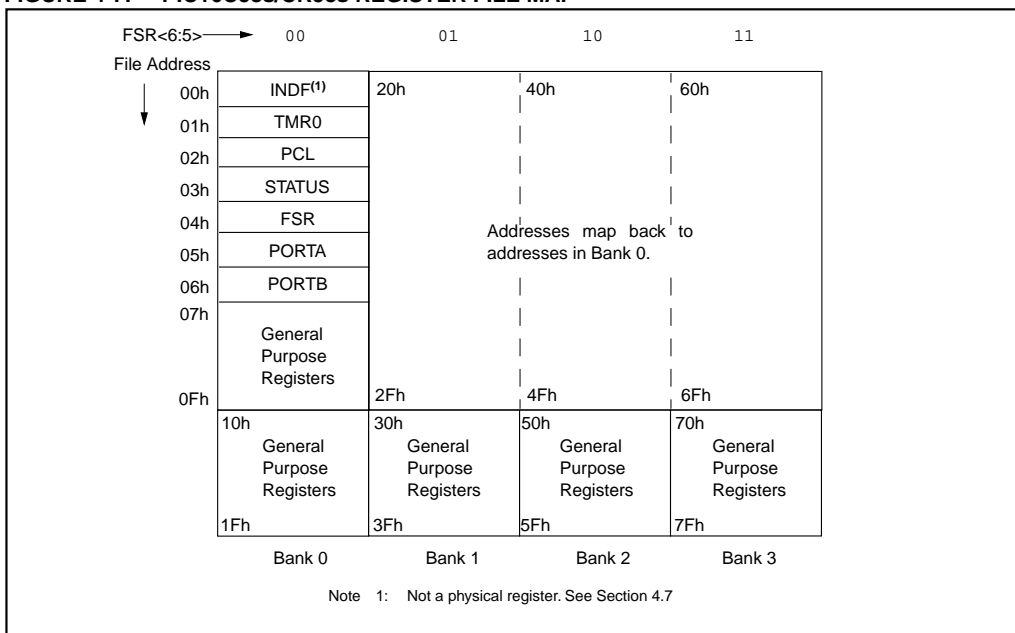 FSR<6:5> 00 01 10 11
File Address
00h INDF(1) 20h 40h 60h
01h TMR0
02h PCL
03h STATUS
04h FSR
05h PORTA
06h PORTB
Addresses map back to
addresses in Bank 0.
07h
General
Purpose
Registers
0Fh 2Fh 4Fh 6Fh
10h 30h 50h 70h
General General General General
Purpose Purpose Purpose Purpose
Registers Registers Registers Registers
1Fh 3Fh 5Fh 7Fh
Bank 0 Bank 1 Bank 2 Bank 3
Note 1: Not a physical register. See Section 4.7